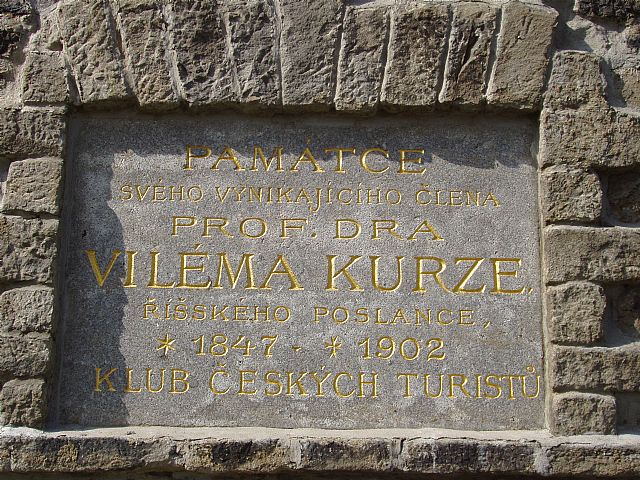 PAMÁTCE
SVÉHO VYNIKAJÍCÍHO ČLENA
PROF. DRA
VILÉMA KURZE.
ŘÍŠSKÉHO POSLANCE,
* 1847 - * 1902
KLUB ČESKÝCH TURISTŮ